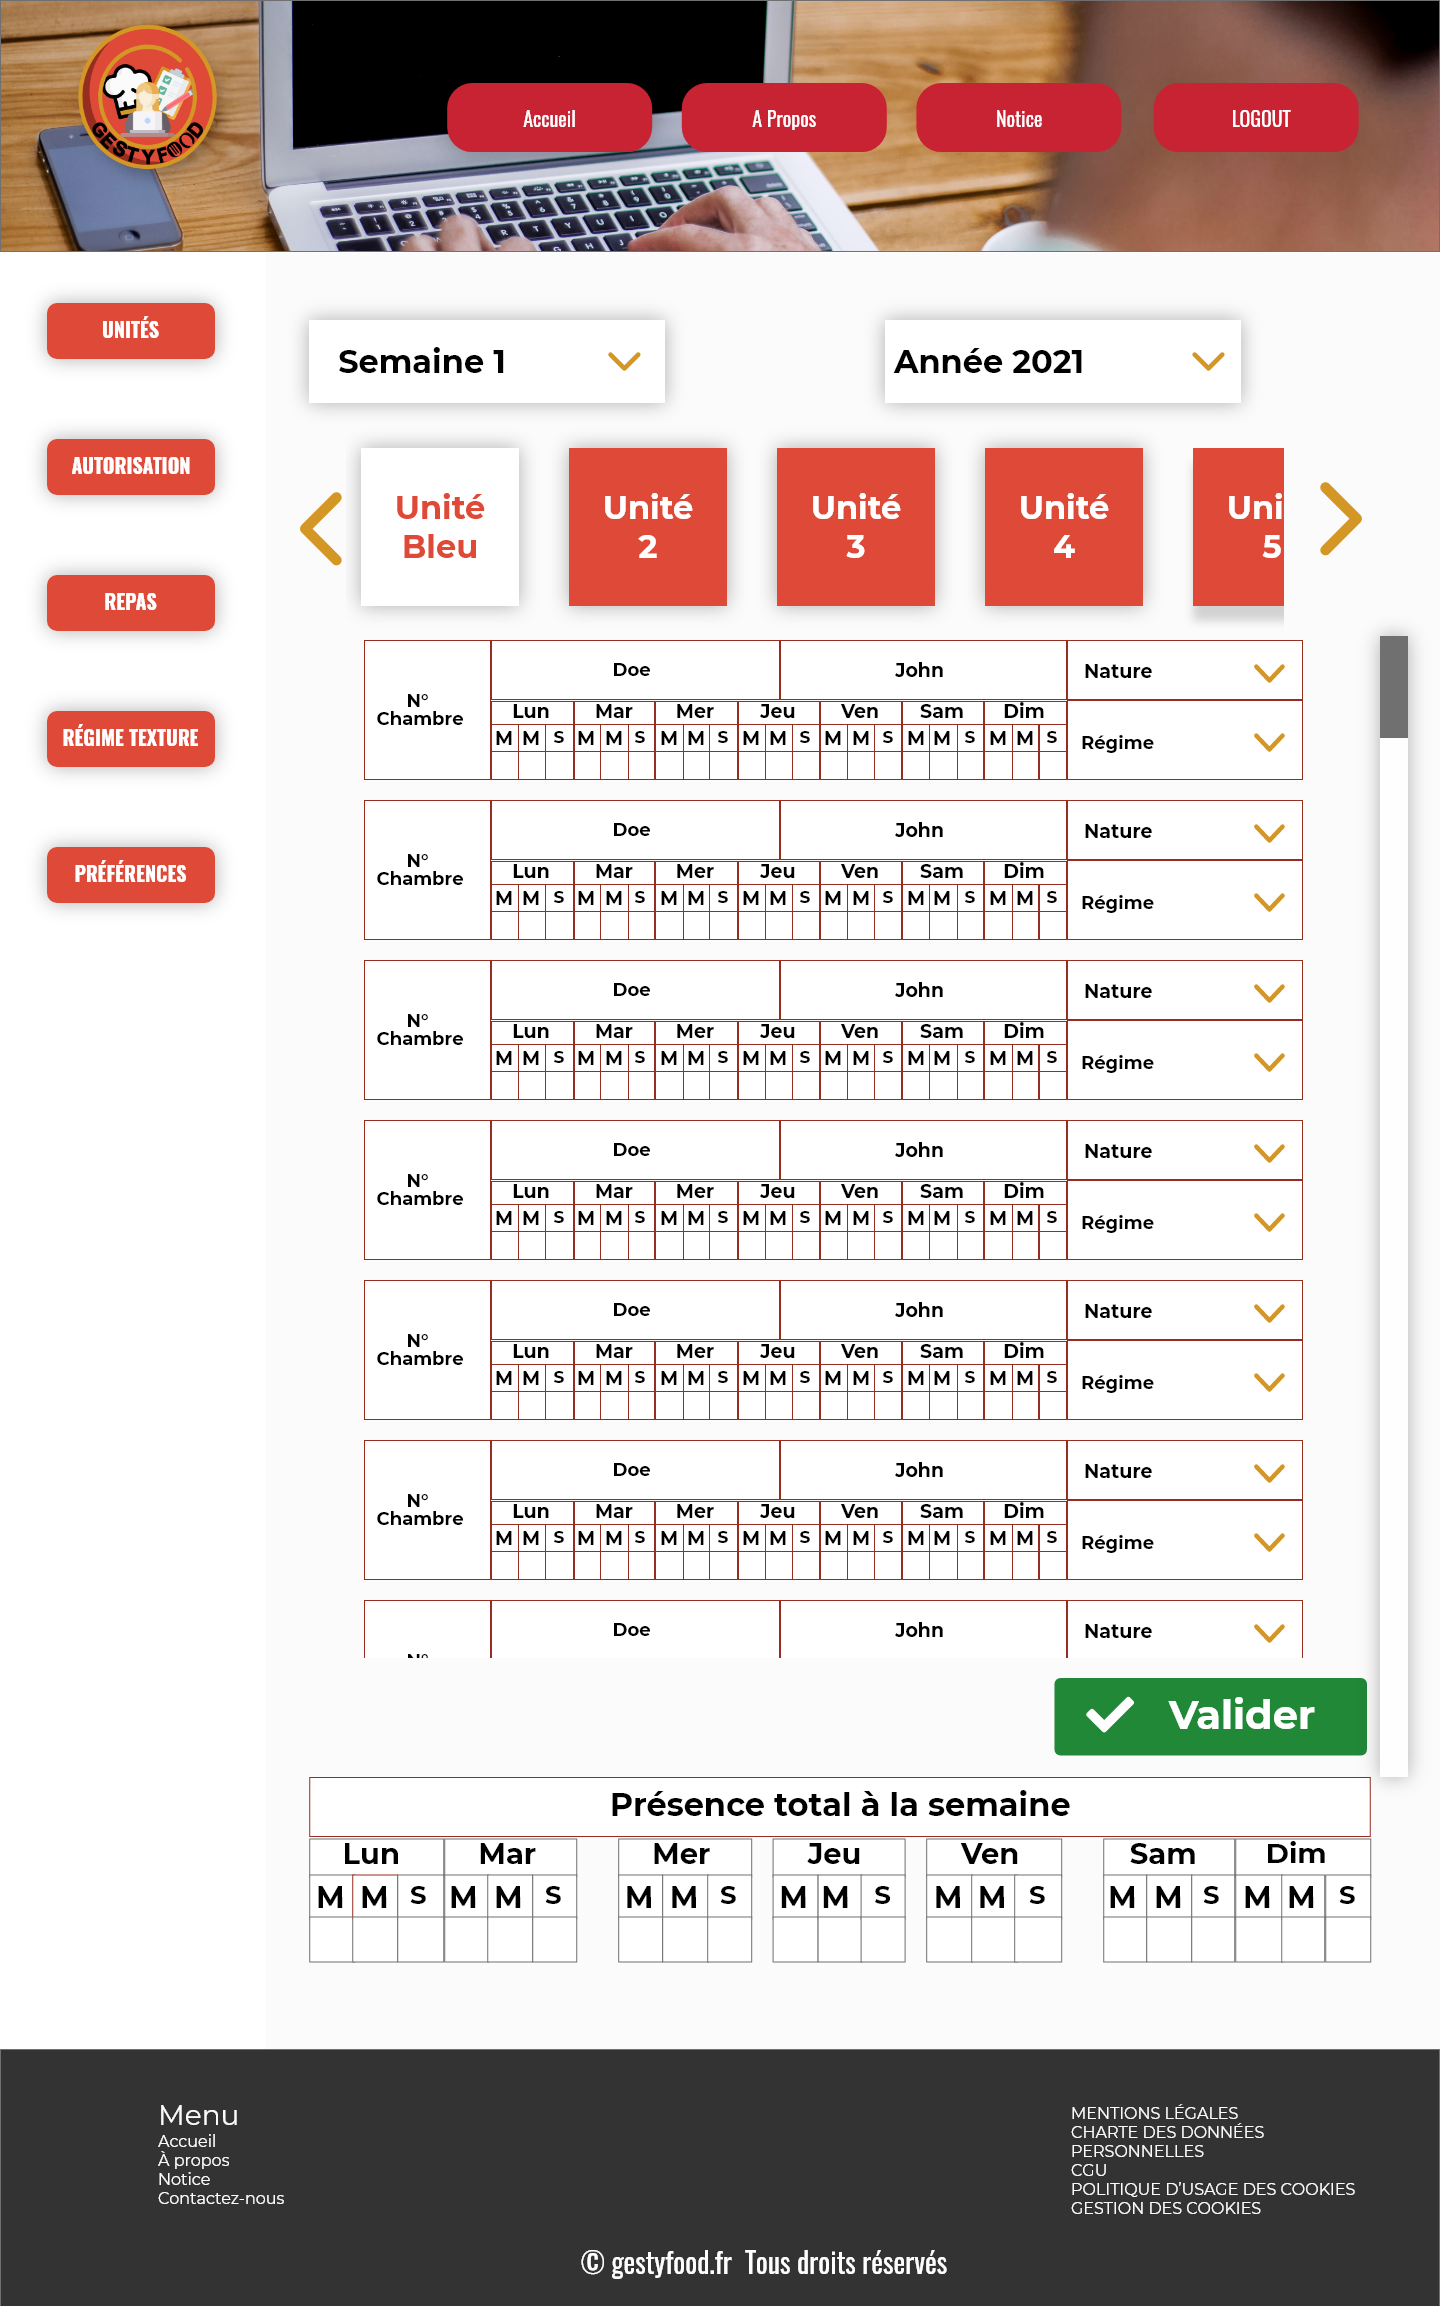 GESTYFOOD
Accueil
A Propos
Notice
LOGOUT
UNITÉS
AUTORISATION
REPAS
RÉGIME TEXTURE
PRÉFÉRENCES
Semaine 1
Année 2021
Unité
Bleu
Unité
2
Unité
3
Unité
4
Uni
5
N°
Chambre
Doe
John
Nature
Lun Mar Mer Jeu Ven Sam Dim
M M S M M S M M S M M S M M S M M S M M S
Régime
N°
Chambre
Doe
John
Nature
Lun Mar Mer Jeu Ven Sam Dim
M M S M M S M M S M M S M M S M M S M M S
Régime
N°
Chambre
Doe
John
Nature
Lun Mar Mer Jeu Ven Sam Dim
M M S M M S M M S M M S M M S M M S M M S
Régime
N°
Chambre
Doe
John
Nature
Lun Mar Mer Jeu Ven Sam Dim
M M S M M S M M S M M S M M S M M S M M S
Régime
N°
Chambre
Doe
John
Nature
Lun Mar Mer Jeu Ven Sam Dim
M M S M M S M M S M M S M M S M M S M M S
Régime
N°
Chambre
Doe
John
Nature
Lun Mar Mer Jeu Ven Sam Dim
M M S M M S M M S M M S M M S M M S M M S
Régime
Doe
John
Nature
N°
Valider
Présence total à la semaine
Lun Mar Mer Jeu Ven Sam Dim
M M S M M S M M S M M S M M S M M S M M S
Menu
Accueil
À propos
Notice
Contactez-nous
MENTIONS LÉGALES
CHARTE DES DONNÉES
PERSONNELLES
CGU
POLITIQUE D'USAGE DES COOKIES
GESTION DES COOKIES
© gestyfood.fr Tous droits réservés